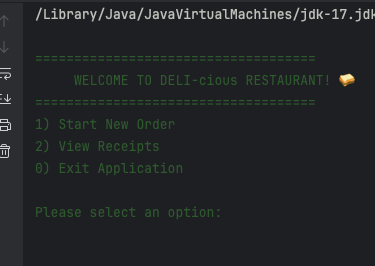 /Library/Java/JavaVirtualMachines/jdk-17.jdk
====================================
WELCOME TO DELI-cious RESTAURANT! 🥪
====================================
1) Start New Order
2) View Receipts
0) Exit Application
Please select an option: